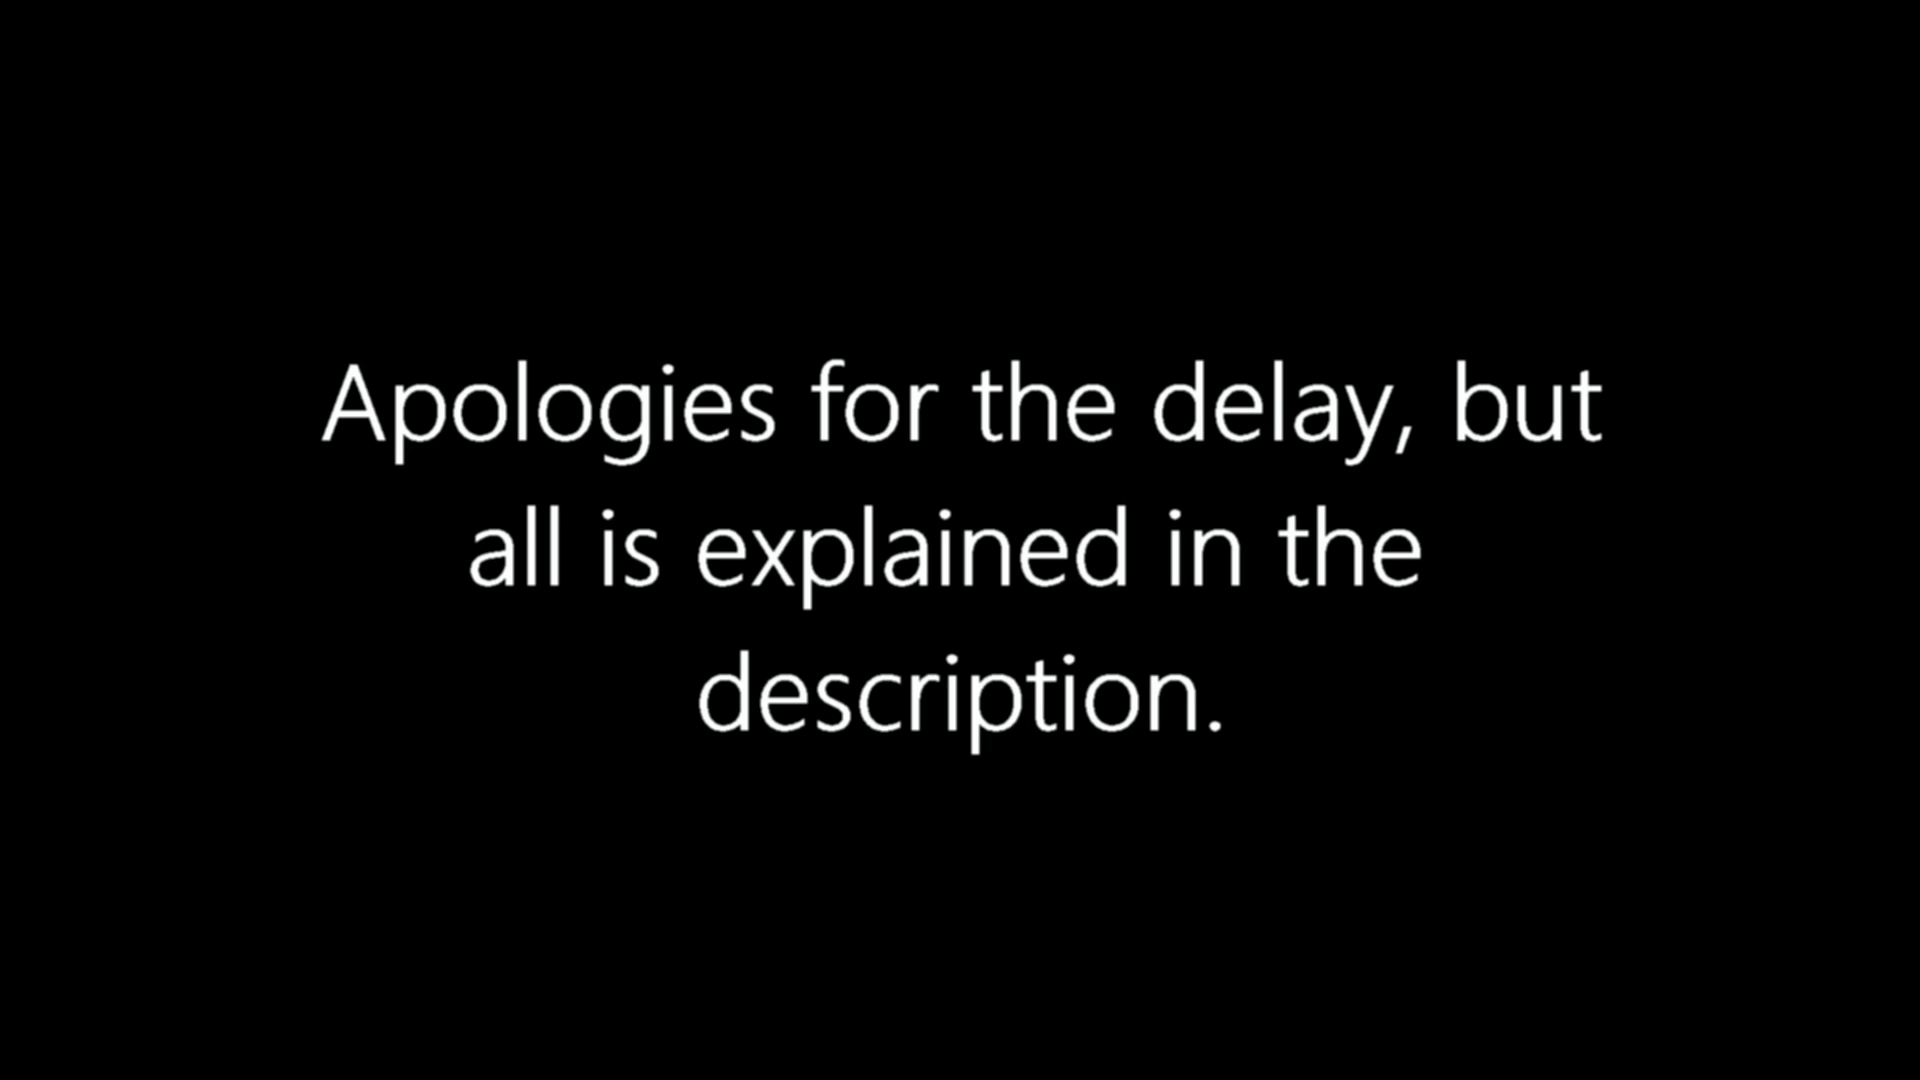 Apologies for the delay, but
all is explained in the
description.